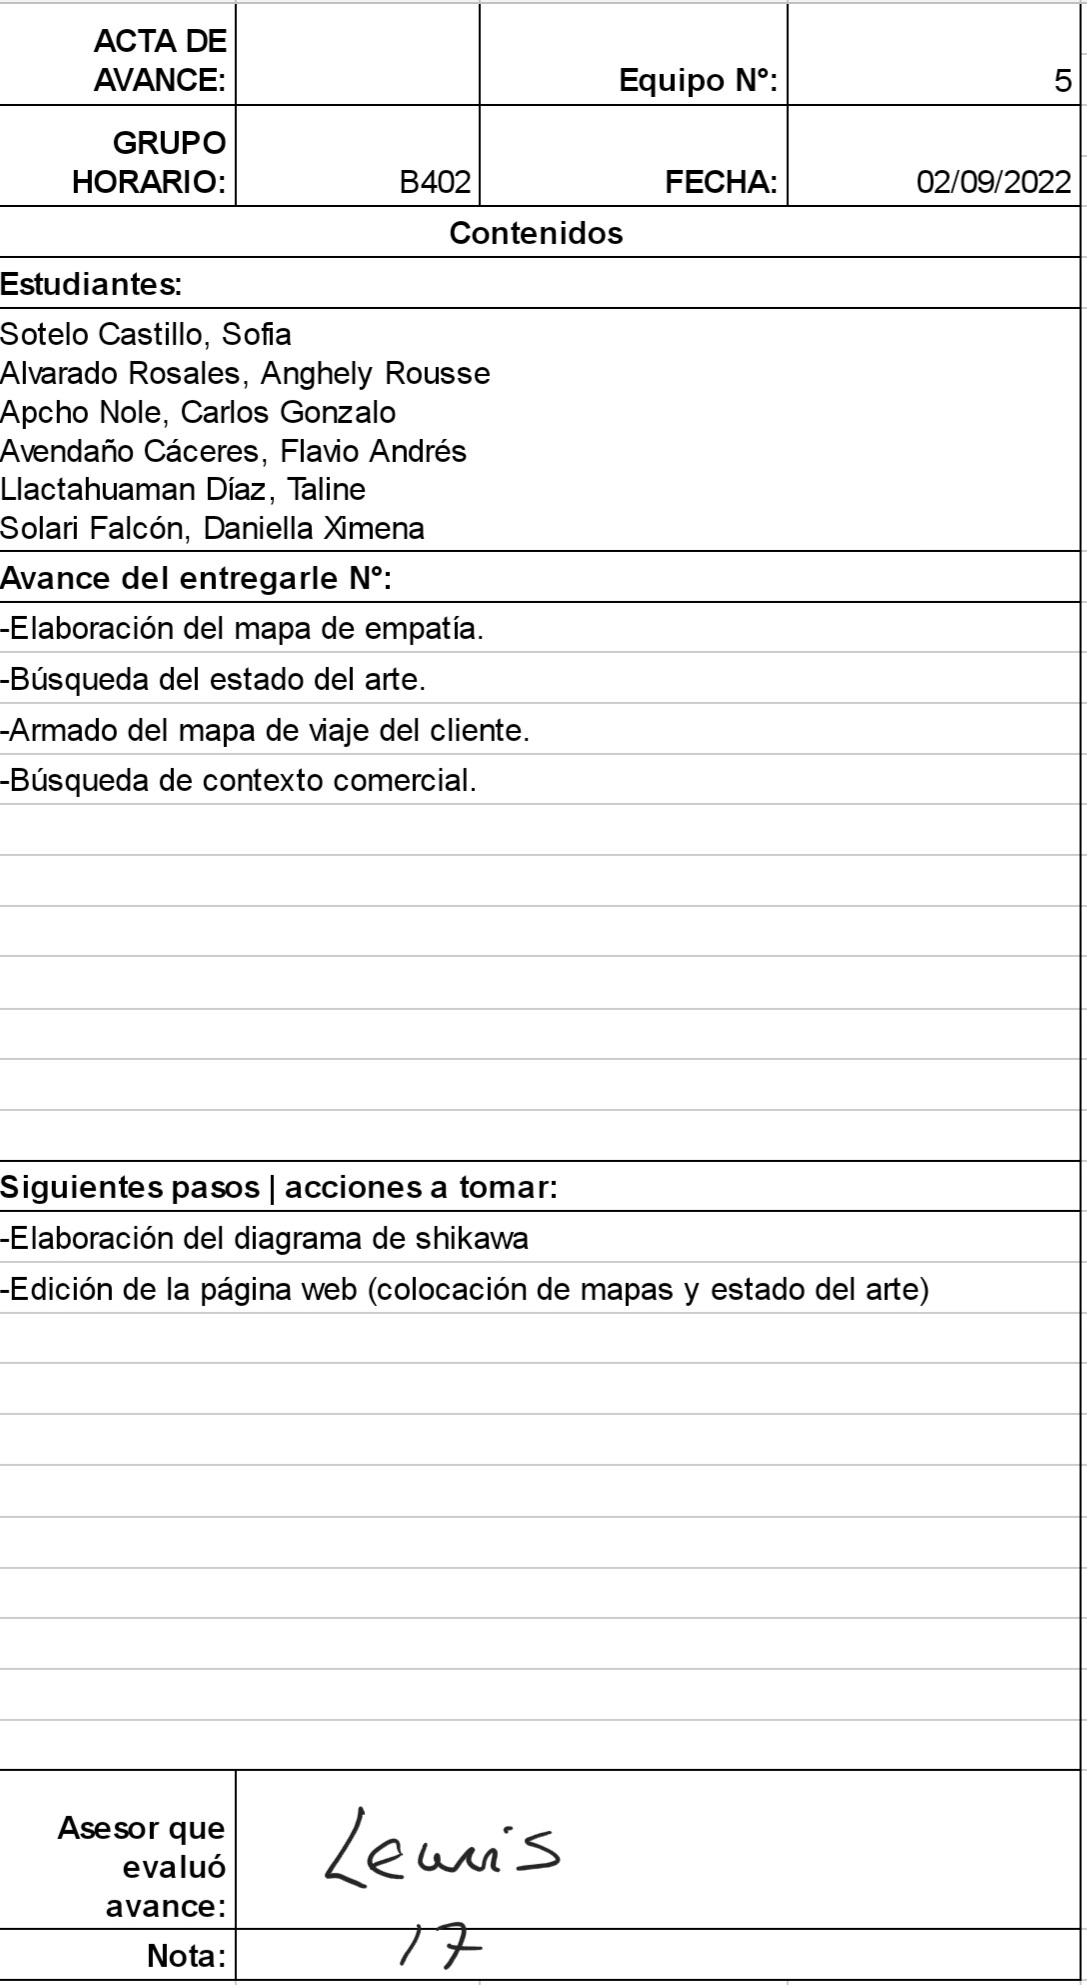 ACTA DE
AVANCE:
Equipo N°: 5
GRUPO
HORARIO: B402 FECHA: 02/09/2022
Contenidos
Estudiantes:
Sotelo Castillo, Sofia
Alvarado Rosales, Anghely Rousse
Apcho Nole, Carlos Gonzalo
Avendaño Cáceres, Flavio Andrés
Llactahuaman Díaz, Taline
Solari Falcón, Daniella Ximena
Avance del entregarle N°:
-Elaboración del mapa de empatía.
-Búsqueda del estado del arte.
-Armado del mapa de viaje del cliente.
-Búsqueda de contexto comercial.
Siguientes pasos | acciones a tomar:
-Elaboración del diagrama de shikawa
-Edición de la página web (colocación de mapas y estado del arte)
Asesor que
evaluó
avance:
Lewis
Nota: 17